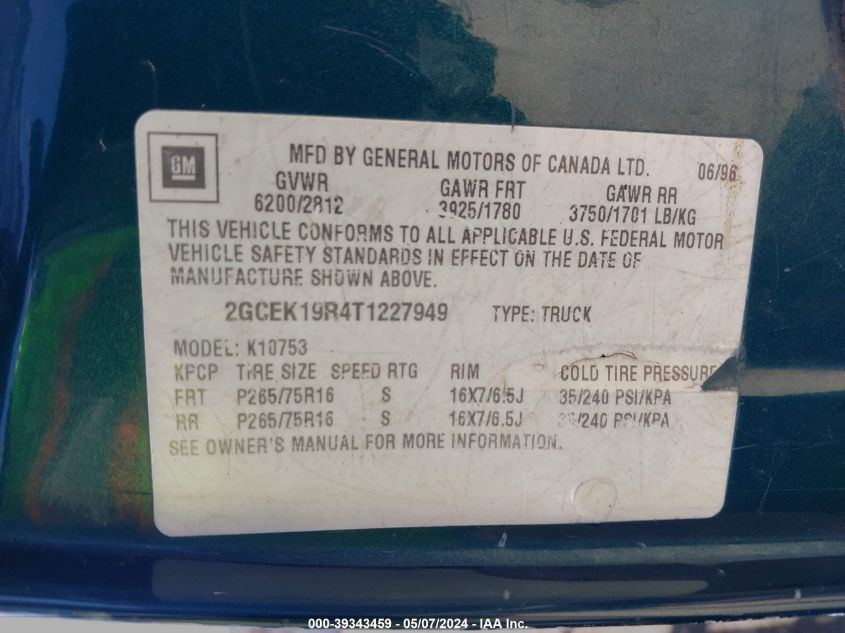 GM
MFD BY GENERAL MOTORS OF CANADA LTD. 06/96
GVWR GAWR FRT GAWR RR
6200/2812 3925/1780 3750/1701 LB/KG
THIS VEHICLE CONFORMS TO ALL APPLICABLE U.S. FEDERAL MOTOR
VEHICLE SAFETY STANDARDS IN EFFECT ON THE DATE OF
MANUFACTURE SHOWN ABOVE.
2GCEK19R4T1227949 TYPE: TRUCK
MODEL: K10753
KPCP TIRE SIZE SPEED RTG RIM COLD TIRE PRESSURE
FRT P265/75R16 S 16X7/6.5J 35/240 PSI/KPA
RR P265/75R16 S 16X7/6.5J 35/240 PSI/KPA
SEE OWNER'S MANUAL FOR MORE INFORMATION.
000-39343459 - 05/07/2024 - IAA Inc.